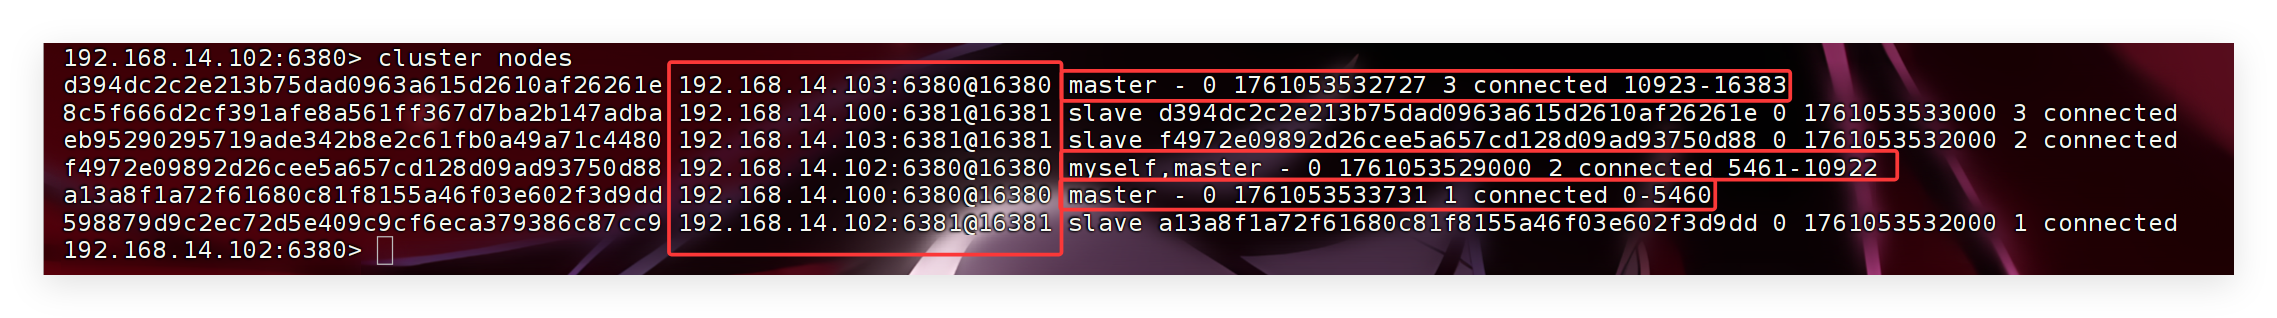 192.168.14.102:6380> cluster nodes
d394dc2c2e213b75dad0963a615d2610af26261e 192.168.14.103:6380@16380 master - 0 1761053532727 3 connected 10923-16383
8c5f666d2cf391afe8a561ff367d7ba2b147adba 192.168.14.100:6381@16381 slave d394dc2c2e213b75dad0963a615d2610af26261e 0 1761053533000 3 connected
eb95290295719ade342b8e2c61fb0a49a71c4480 192.168.14.103:6381@16381 slave f4972e09892d26cee5a657cd128d09ad93750d88 0 1761053532000 2 connected
f4972e09892d26cee5a657cd128d09ad93750d88 192.168.14.102:6380@16380 myself,master - 0 1761053529000 2 connected 5461-10922
a13a8f1a72f61680c81f8155a46f03e602f3d9dd 192.168.14.100:6380@16380 master - 0 1761053533731 1 connected 0-5460
598879d9c2ec72d5e409c9cf6eca379386c87cc9 192.168.14.102:6381@16381 slave a13a8f1a72f61680c81f8155a46f03e602f3d9dd 0 1761053532000 1 connected
192.168.14.102:6380>